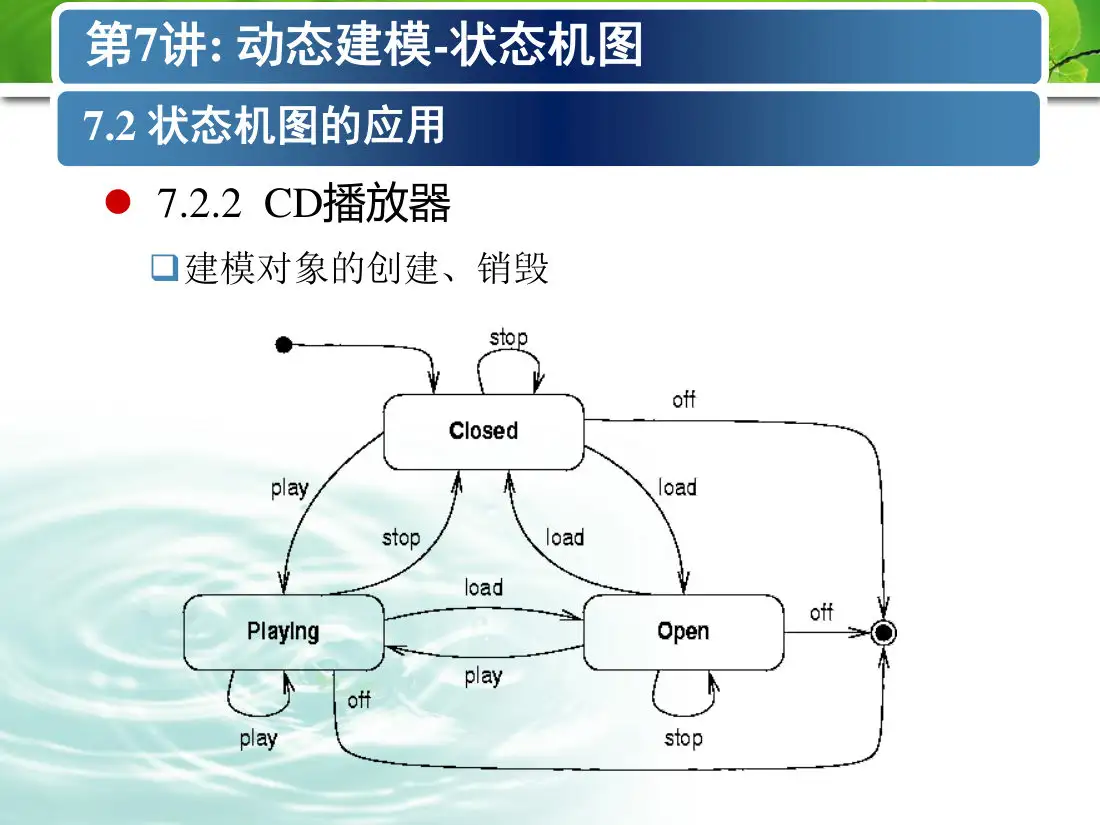 第7讲: 动态建模-状态机图
7.2 状态机图的应用
7.2.2 CD播放器
建模对象的创建、销毁
stop
off
Closed
play
load
stop
load
load
Playing
Open
off
play
off
play
stop